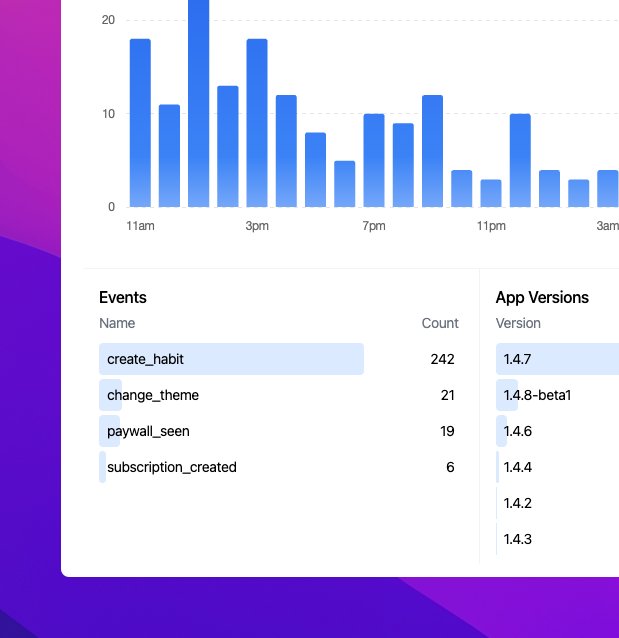 20
10
0
11am 3pm 7pm 11pm 3am
Events
Name Count
create_habit 242
change_theme 21
paywall_seen 19
subscription_created 6
App Versions
Version
1.4.7
1.4.8-beta1
1.4.6
1.4.4
1.4.2
1.4.3